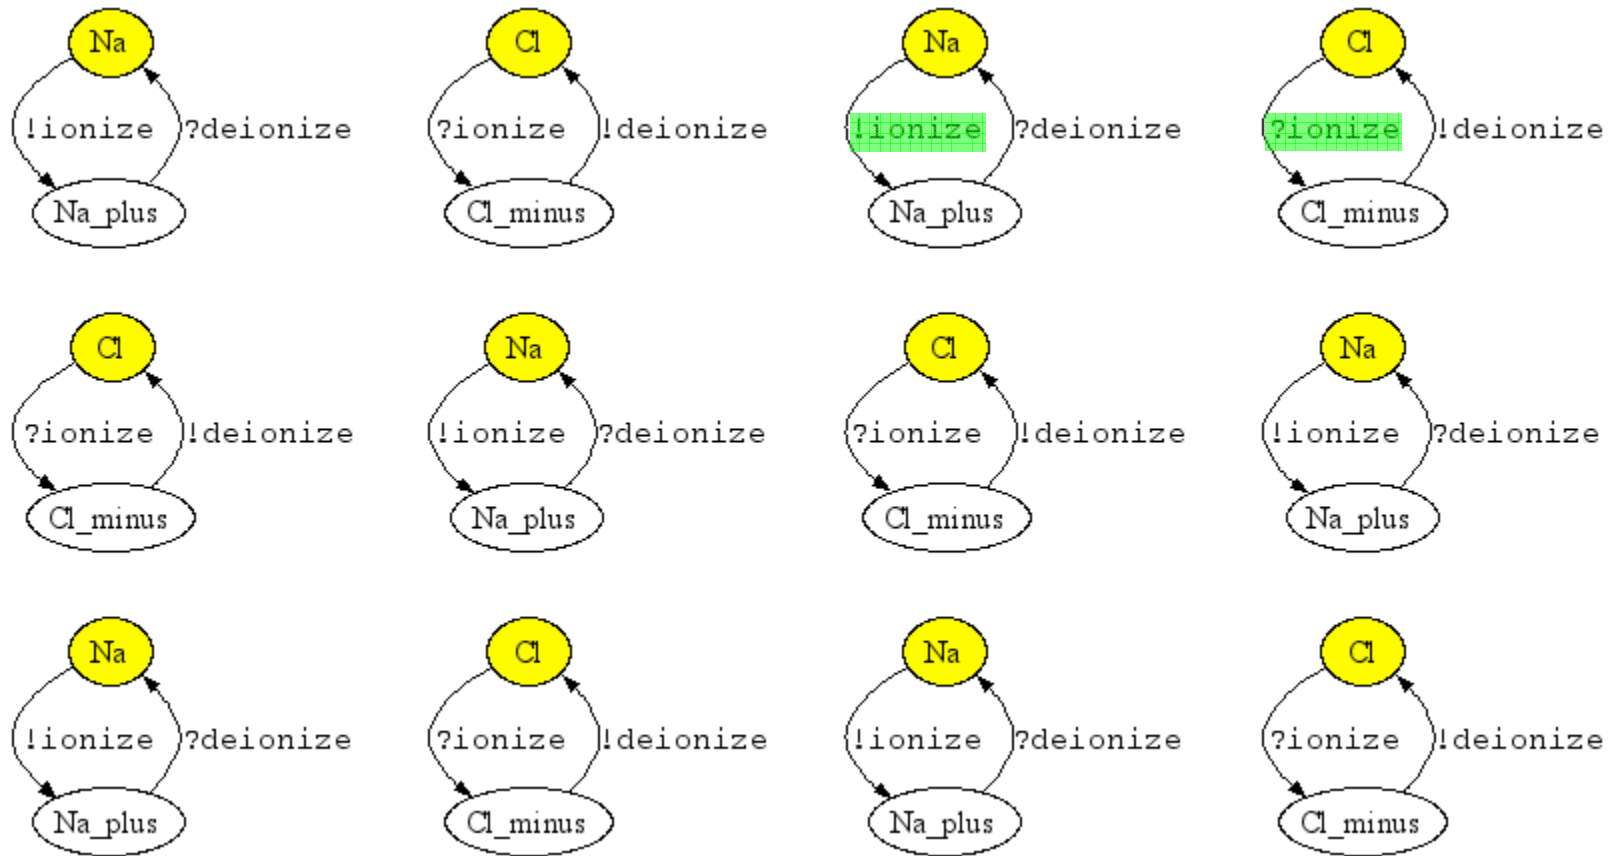 Na Cl Na Cl
!ionize ?deionize ?ionize !deionize !ionize ?deionize ?ionize !deionize
Na_plus Cl_minus Na_plus Cl_minus
Cl Na Cl Na
?ionize !deionize !ionize ?deionize ?ionize !deionize !ionize ?deionize
Cl_minus Na_plus Cl_minus Na_plus
Na Cl Na Cl
!ionize ?deionize ?ionize !deionize !ionize ?deionize ?ionize !deionize
Na_plus Cl_minus Na_plus Cl_minus